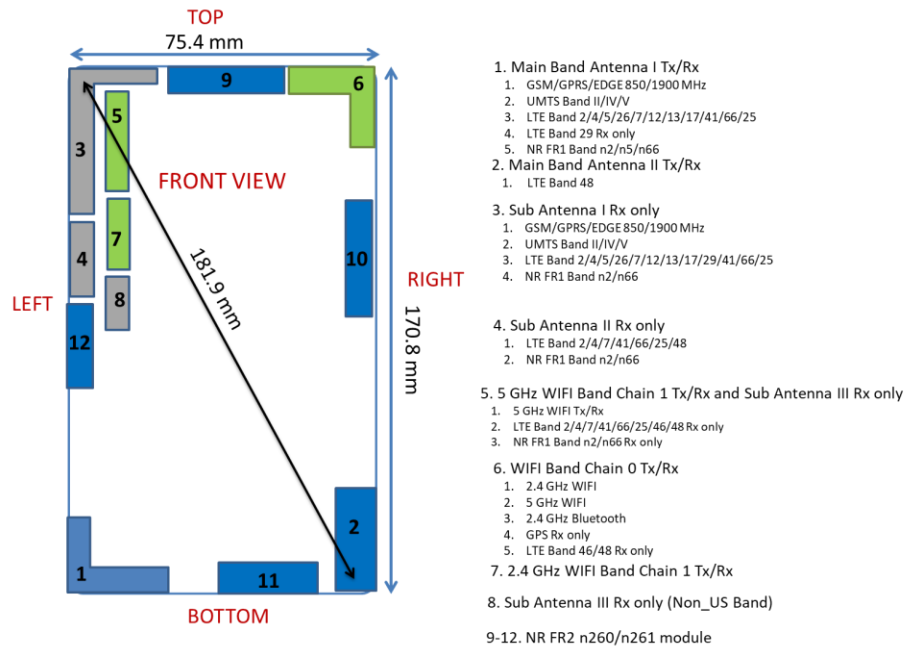 TOP
75.4 mm
9
6
5
3
FRONT VIEW
7
4
10
8
181.9 mm
RIGHT
170.8 mm
LEFT
12
2
1
11
BOTTOM
1. Main Band Antenna I Tx/Rx
1. GSM/GPRS/EDGE 850/1900 MHz
2. UMTS Band II/IV/V
3. LTE Band 2/4/5/26/7/12/13/17/41/66/25
4. LTE Band 29 Rx only
5. NR FR1 Band n2/n5/n66
2. Main Band Antenna II Tx/Rx
1. LTE Band 48
3. Sub Antenna I Rx only
1. GSM/GPRS/EDGE 850/1900 MHz
2. UMTS Band II/IV/V
3. LTE Band 2/4/5/26/7/12/13/17/29/41/66/25
4. NR FR1 Band n2/n66
4. Sub Antenna II Rx only
1. LTE Band 2/4/7/41/66/25/48
2. NR FR1 Band n2/n66
5. 5 GHz WIFI Band Chain 1 Tx/Rx and Sub Antenna III Rx only
1. 5 GHz WIFI Tx/Rx
2. LTE Band 2/4/7/41/66/25/46/48 Rx only
3. NR FR1 Band n2/n66 Rx only
6. WIFI Band Chain 0 Tx/Rx
1. 2.4 GHz WIFI
2. 5 GHz WIFI
3. 2.4 GHz Bluetooth
4. GPS Rx only
5. LTE Band 46/48 Rx only
7. 2.4 GHz WIFI Band Chain 1 Tx/Rx
8. Sub Antenna III Rx only (Non_US Band)
9-12. NR FR2 n260/n261 module